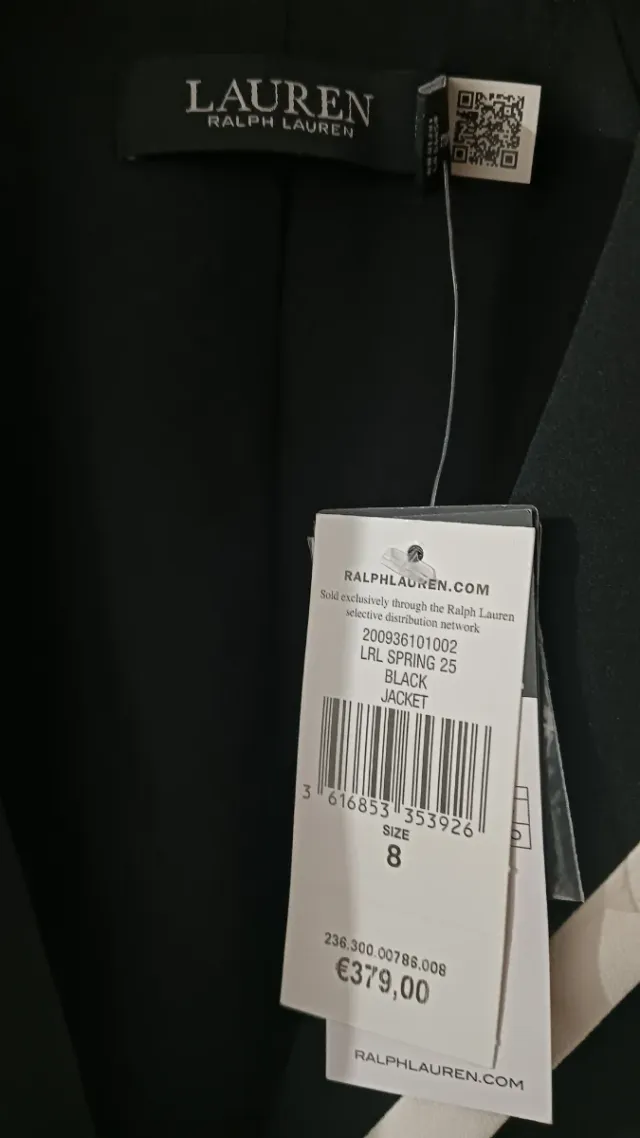 LAUREN
RALPH LAUREN
RALPHLAUREN.COM
Sold exclusively through the Ralph Lauren
selective distribution network
200936101002
LRL SPRING 25
BLACK
JACKET
3 616853 353926
SIZE
8
236.300.00786.008
€379,00
RALPHLAUREN.COM